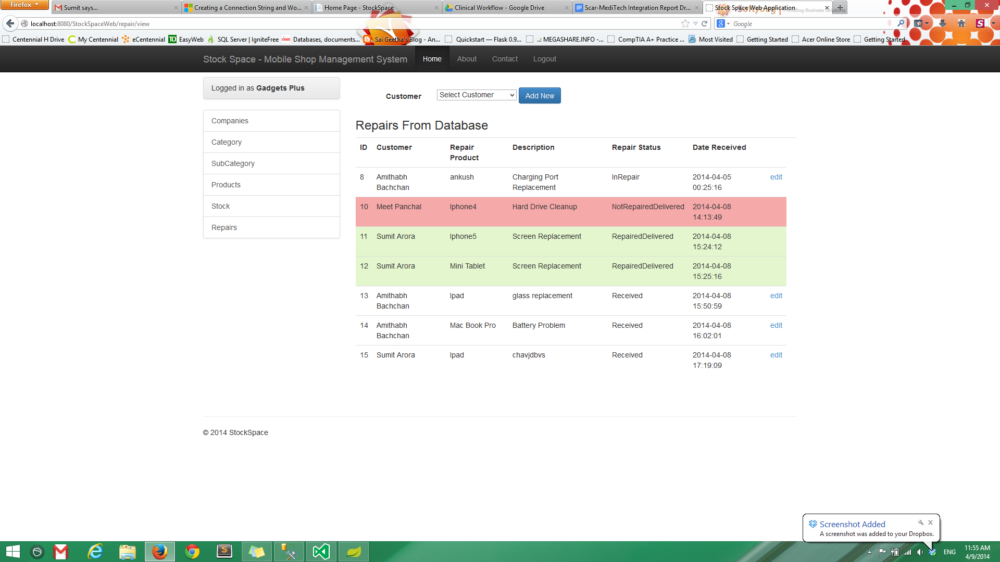 Firefox
Sumit says...
Creating a Connection String and Wo...
Home Page - StockSpace
Clinical Workflow - Google Drive
Scar-MediTech Integration Report Dr...
Stock Space Web Application
localhost:8080/StockSpaceWeb/repair/view
Google
Centennial H Drive
My Centennial
eCentennial
EasyWeb
SQL Server | IgniteFree
Databases, documents...
Sai Geetha's Blog - An...
Quickstart — Flask 0.9...
..: MEGASHARE.INFO -...
CompTIA A+ Practice ...
Most Visited
Getting Started
Acer Online Store
Getting Started
Stock Space - Mobile Shop Management System
Home
About
Contact
Logout
Logged in as Gadgets Plus
Companies
Category
SubCategory
Products
Stock
Repairs
Customer
Select Customer
Add New
Repairs From Database
ID Customer Repair Product Description Repair Status Date Received
8 Amithabh Bachchan ankush Charging Port Replacement InRepair 2014-04-05 00:25:16 edit
10 Meet Panchal Iphone4 Hard Drive Cleanup NotRepairedDelivered 2014-04-08 14:13:49
11 Sumit Arora Iphone5 Screen Replacement RepairedDelivered 2014-04-08 15:24:12
12 Sumit Arora Mini Tablet Screen Replacement RepairedDelivered 2014-04-08 15:25:16
13 Amithabh Bachchan Ipad glass replacement Received 2014-04-08 15:50:59 edit
14 Amithabh Bachchan Mac Book Pro Battery Problem Received 2014-04-08 16:02:01 edit
15 Sumit Arora Ipad chavjdbvs Received 2014-04-08 17:19:09 edit
© 2014 StockSpace
Screenshot Added
A screenshot was added to your Dropbox.
ENG
11:55 AM
4/9/2014